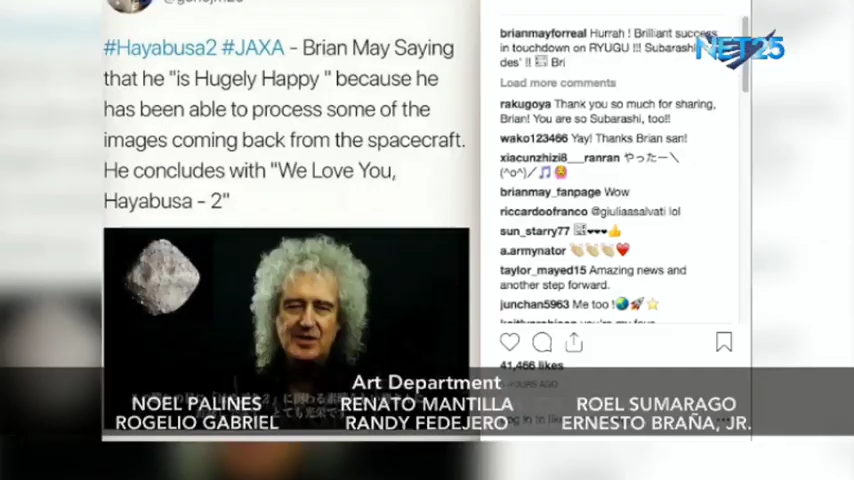 #Hayabusa2 #JAXA - Brian May Saying
that he "is Hugely Happy " because he
has been able to process some of the
images coming back from the spacecraft.
He concludes with "We Love You,
Hayabusa - 2"
brianmayforreal Hurrah ! Brilliant success
in touchdown on RYUGU !!! Subarashi
des' !! Bri
NET25
Load more comments
rakugoya Thank you so much for sharing,
Brian! You are so Subarashi, too!!
wako123466 Yay! Thanks Brian san!
xiacunzhizi8___ranran やったー＼
(^o^)／🎵🙆
brianmay_fanpage Wow
riccardoofranco @giuliaasalvati lol
sun_starry77 ❤❤❤👍
a.armynator 👏🏻👏🏻👏🏻❤️
taylor_mayed15 Amazing news and
another step forward.
junchan5963 Me too !🌏🚀⭐
41,466 likes
Art Department
NOEL PALINES
ROGELIO GABRIEL
RENATO MANTILLA
RANDY FEDEJERO
ROEL SUMARAGO
ERNESTO BRAÑA, JR.